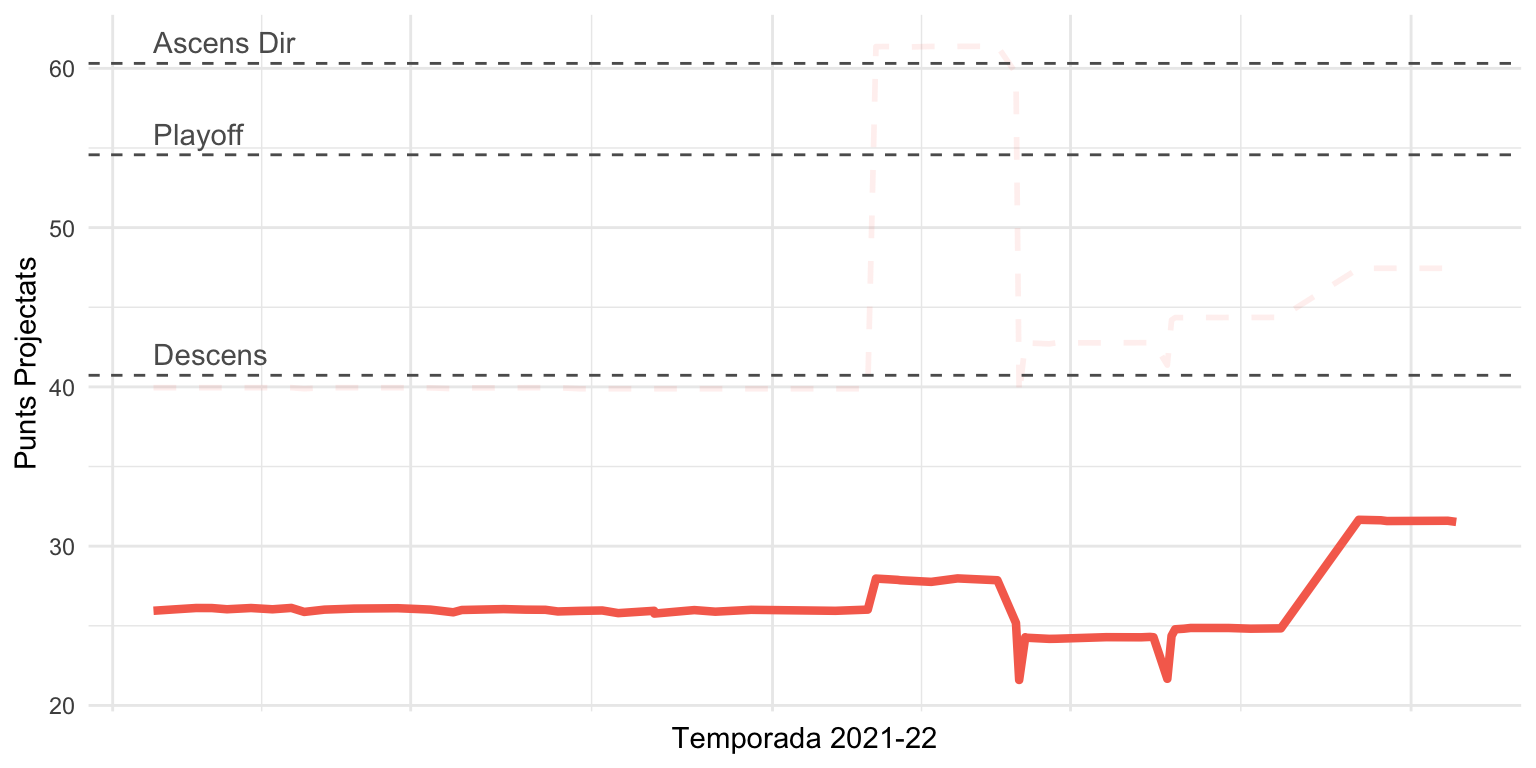 Ascens Dir
60
Playoff
50
Descens
40
30
20
Punts Projectats
Temporada 2021-22